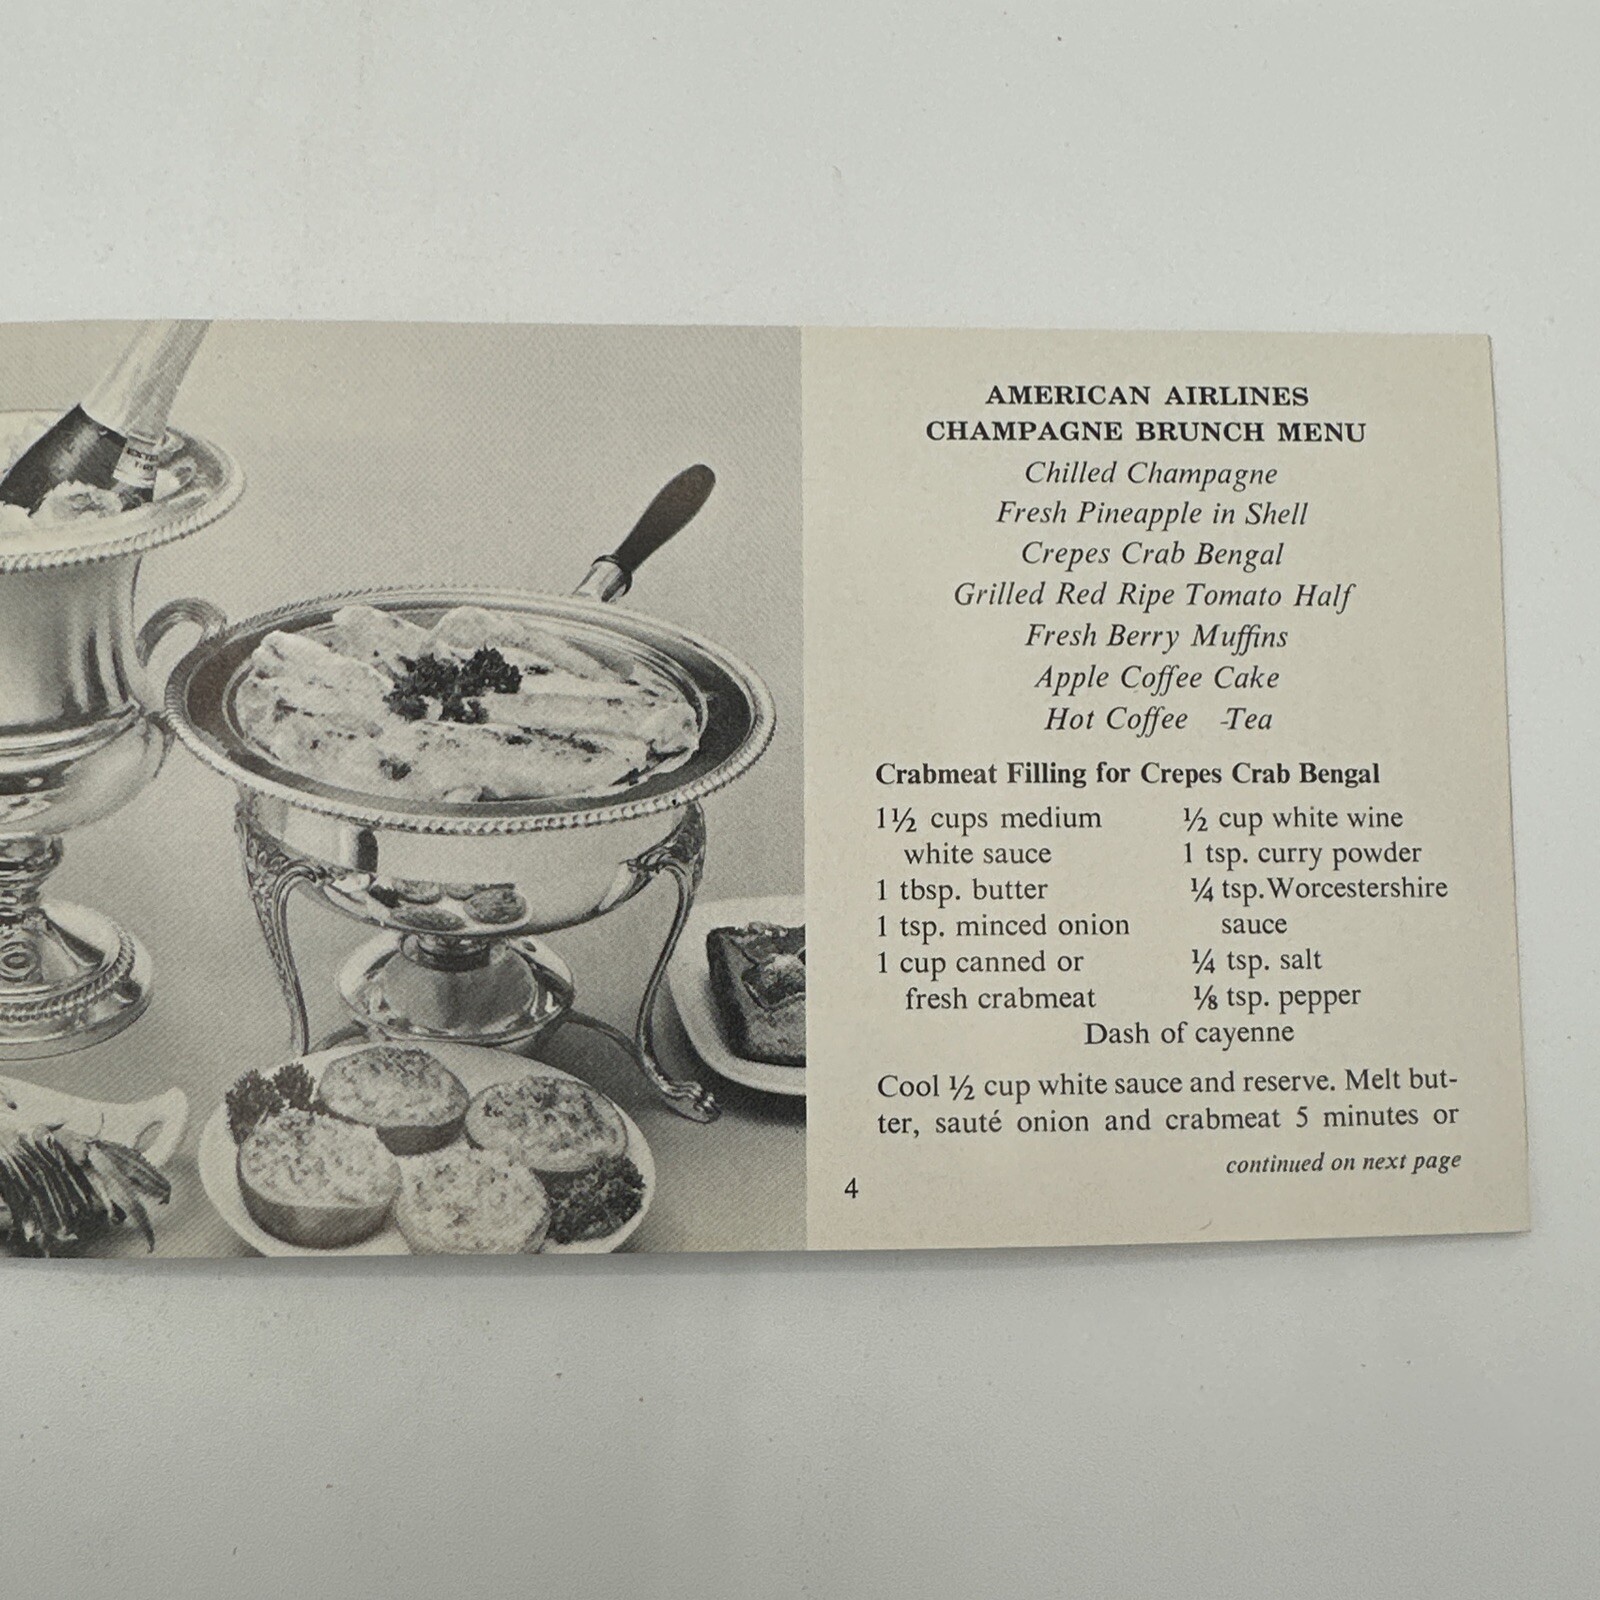 AMERICAN AIRLINES
CHAMPAGNE BRUNCH MENU
Chilled Champagne
Fresh Pineapple in Shell
Crepes Crab Bengal
Grilled Red Ripe Tomato Half
Fresh Berry Muffins
Apple Coffee Cake
Hot Coffee -Tea
Crabmeat Filling for Crepes Crab Bengal
1½ cups medium
white sauce
1 tbsp. butter
1 tsp. minced onion
1 cup canned or
fresh crabmeat
½ cup white wine
1 tsp. curry powder
¼ tsp. Worcestershire
sauce
¼ tsp. salt
⅛ tsp. pepper
Dash of cayenne
Cool ½ cup white sauce and reserve. Melt but-
ter, sauté onion and crabmeat 5 minutes or
continued on next page
4